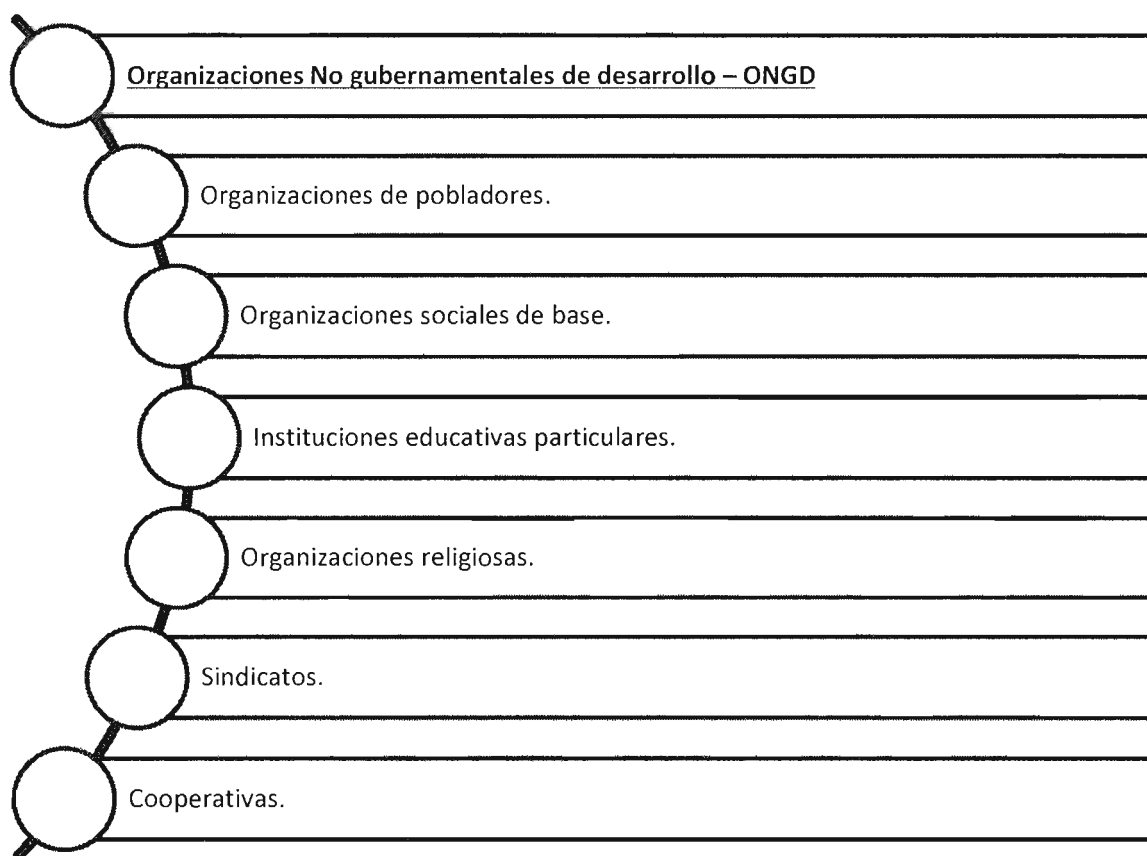 Organizaciones No gubernamentales de desarrollo – ONGD
Organizaciones de pobladores.
Organizaciones sociales de base.
Instituciones educativas particulares.
Organizaciones religiosas.
Sindicatos.
Cooperativas.